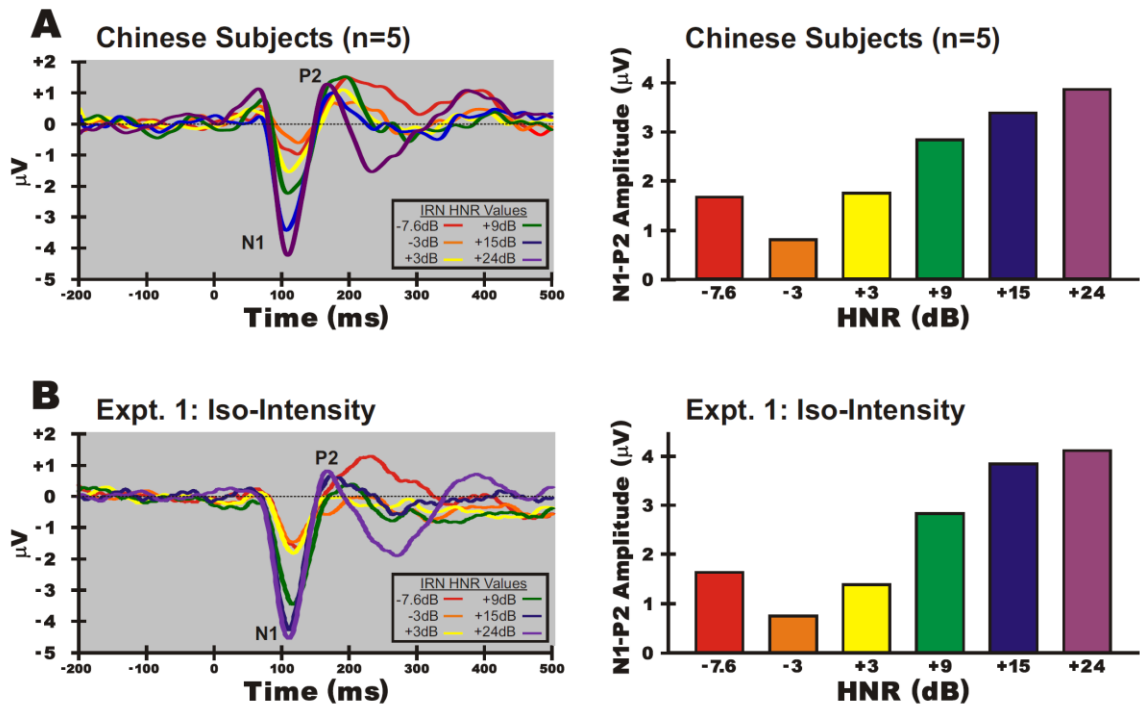 A
Chinese Subjects (n=5)
+2
+1
0
-1
-2
-3
-4
-5
µV
P2
N1
IRN HNR Values
-7.6dB +9dB
-3dB +15dB
+3dB +24dB
-200 -100 0 100 200 300 400 500
Time (ms)
Chinese Subjects (n=5)
N1-P2 Amplitude (µV)
4
3
2
1
0
-7.6 -3 +3 +9 +15 +24
HNR (dB)
B
Expt. 1: Iso-Intensity
+2
+1
0
-1
-2
-3
-4
-5
µV
P2
N1
IRN HNR Values
-7.6dB +9dB
-3dB +15dB
+3dB +24dB
-200 -100 0 100 200 300 400 500
Time (ms)
Expt. 1: Iso-Intensity
N1-P2 Amplitude (µV)
4
3
2
1
0
-7.6 -3 +3 +9 +15 +24
HNR (dB)